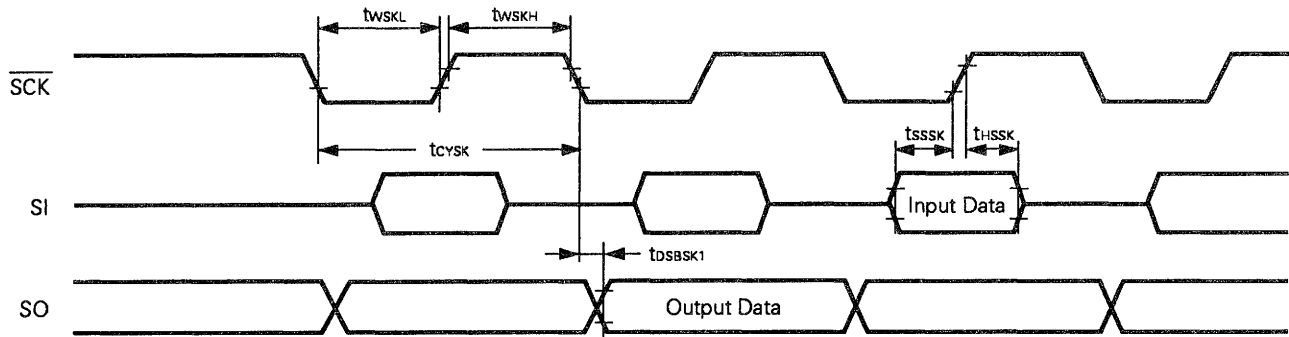 tWSKL
tWSKH
SCK
tSSSK
tHSSK
tCYSK
SI
Input Data
tDSBSK1
SO
Output Data